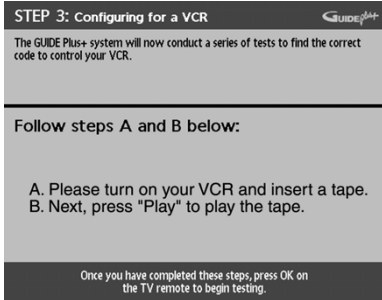 STEP 3: Configuring for a VCR
GUIDE Plus+
The GUIDE Plus+ system will now conduct a series of tests to find the correct
code to control your VCR.
Follow steps A and B below:
A. Please turn on your VCR and insert a tape.
B. Next, press "Play" to play the tape.
Once you have completed these steps, press OK on
the TV remote to begin testing.